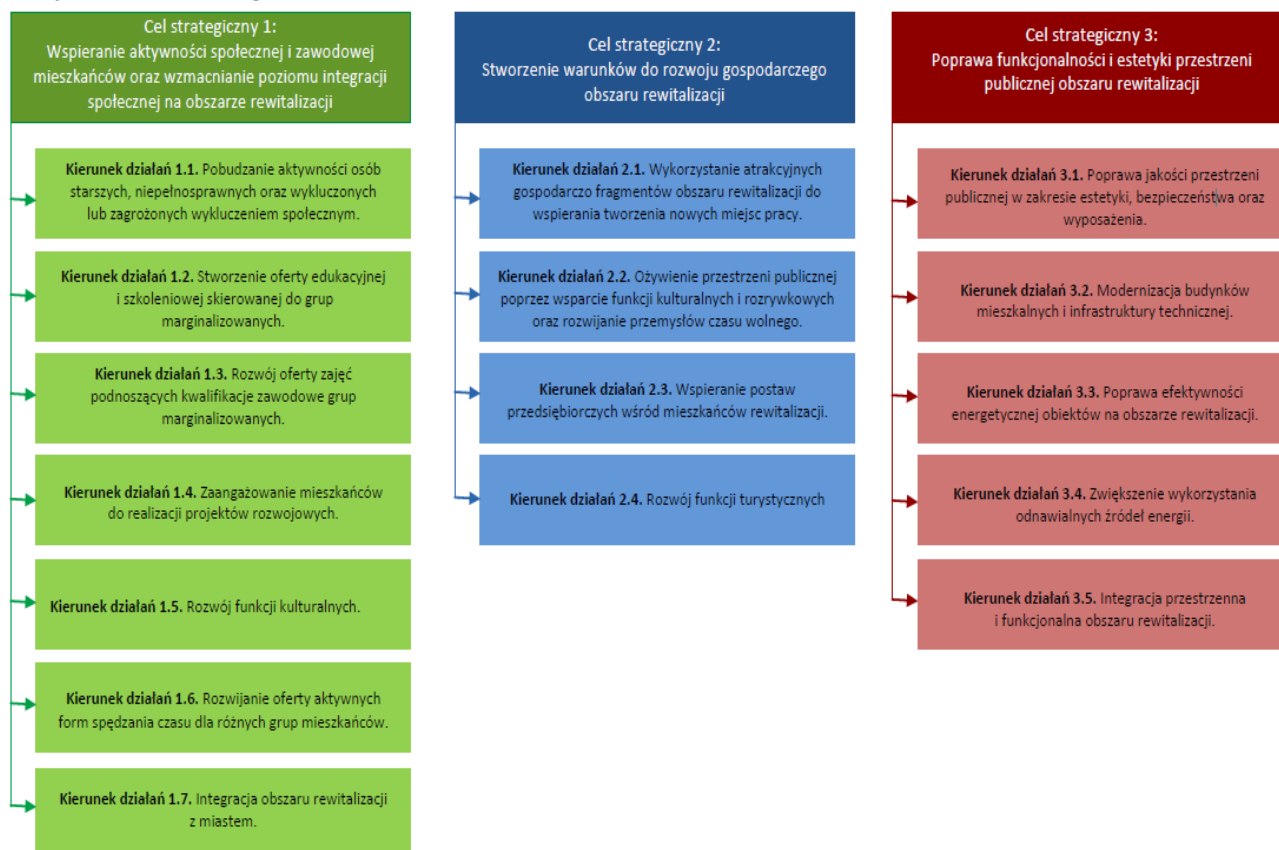 Cel strategiczny 1:
Wspieranie aktywności społecznej i zawodowej
mieszkańców oraz wzmacnianie poziomu integracji
społecznej na obszarze rewitalizacji
Kierunek działań 1.1. Pobudzanie aktywności osób
starszych, niepełnosprawnych oraz wykluczonych
lub zagrożonych wykluczeniem społecznym.
Kierunek działań 1.2. Stworzenie oferty edukacyjnej
i szkoleniowej skierowanej do grup
marginalizowanych.
Kierunek działań 1.3. Rozwój oferty zajęć
podnoszących kwalifikacje zawodowe grup
marginalizowanych.
Kierunek działań 1.4. Zaangażowanie mieszkańców
do realizacji projektów rozwojowych.
Kierunek działań 1.5. Rozwój funkcji kulturalnych.
Kierunek działań 1.6. Rozwijanie oferty aktywnych
form spędzania czasu dla różnych grup mieszkańców.
Kierunek działań 1.7. Integracja obszaru rewitalizacji
z miastem.
Cel strategiczny 2:
Stworzenie warunków do rozwoju gospodarczego
obszaru rewitalizacji
Kierunek działań 2.1. Wykorzystanie atrakcyjnych
gospodarczo fragmentów obszaru rewitalizacji do
wspierania tworzenia nowych miejsc pracy.
Kierunek działań 2.2. Ożywienie przestrzeni publicznej
poprzez wsparcie funkcji kulturalnych i rozrywkowych
oraz rozwijanie przemysłów czasu wolnego.
Kierunek działań 2.3. Wspieranie postaw
przedsiębiorczych wśród mieszkańców rewitalizacji.
Kierunek działań 2.4. Rozwój funkcji turystycznych
Cel strategiczny 3:
Poprawa funkcjonalności i estetyki przestrzeni
publicznej obszaru rewitalizacji
Kierunek działań 3.1. Poprawa jakości przestrzeni
publicznej w zakresie estetyki, bezpieczeństwa oraz
wyposażenia.
Kierunek działań 3.2. Modernizacja budynków
mieszkalnych i infrastruktury technicznej.
Kierunek działań 3.3. Poprawa efektywności
energetycznej obiektów na obszarze rewitalizacji.
Kierunek działań 3.4. Zwiększenie wykorzystania
odnawialnych źródeł energii.
Kierunek działań 3.5. Integracja przestrzenna
i funkcjonalna obszaru rewitalizacji.